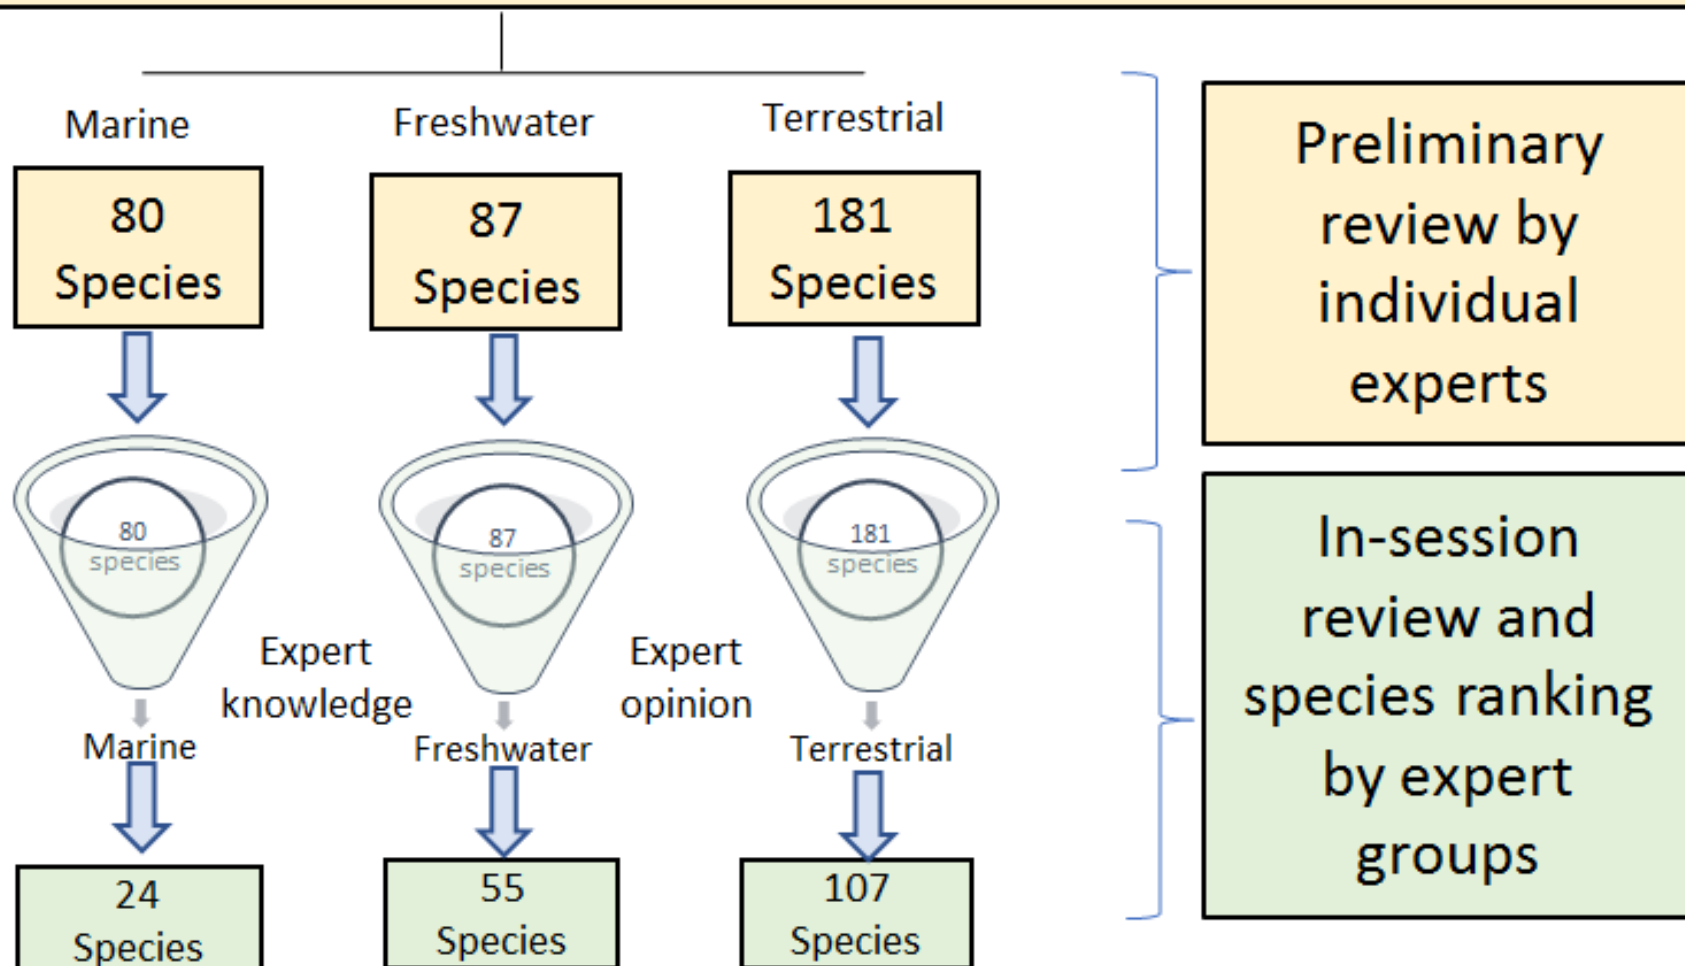 Marine
Freshwater
Terrestrial
80
Species
87
Species
181
Species
80
species
87
species
181
species
Expert
knowledge
Expert
opinion
Marine
Freshwater
Terrestrial
24
Species
55
Species
107
Species
Preliminary
review by
individual
experts
In-session
review and
species ranking
by expert
groups